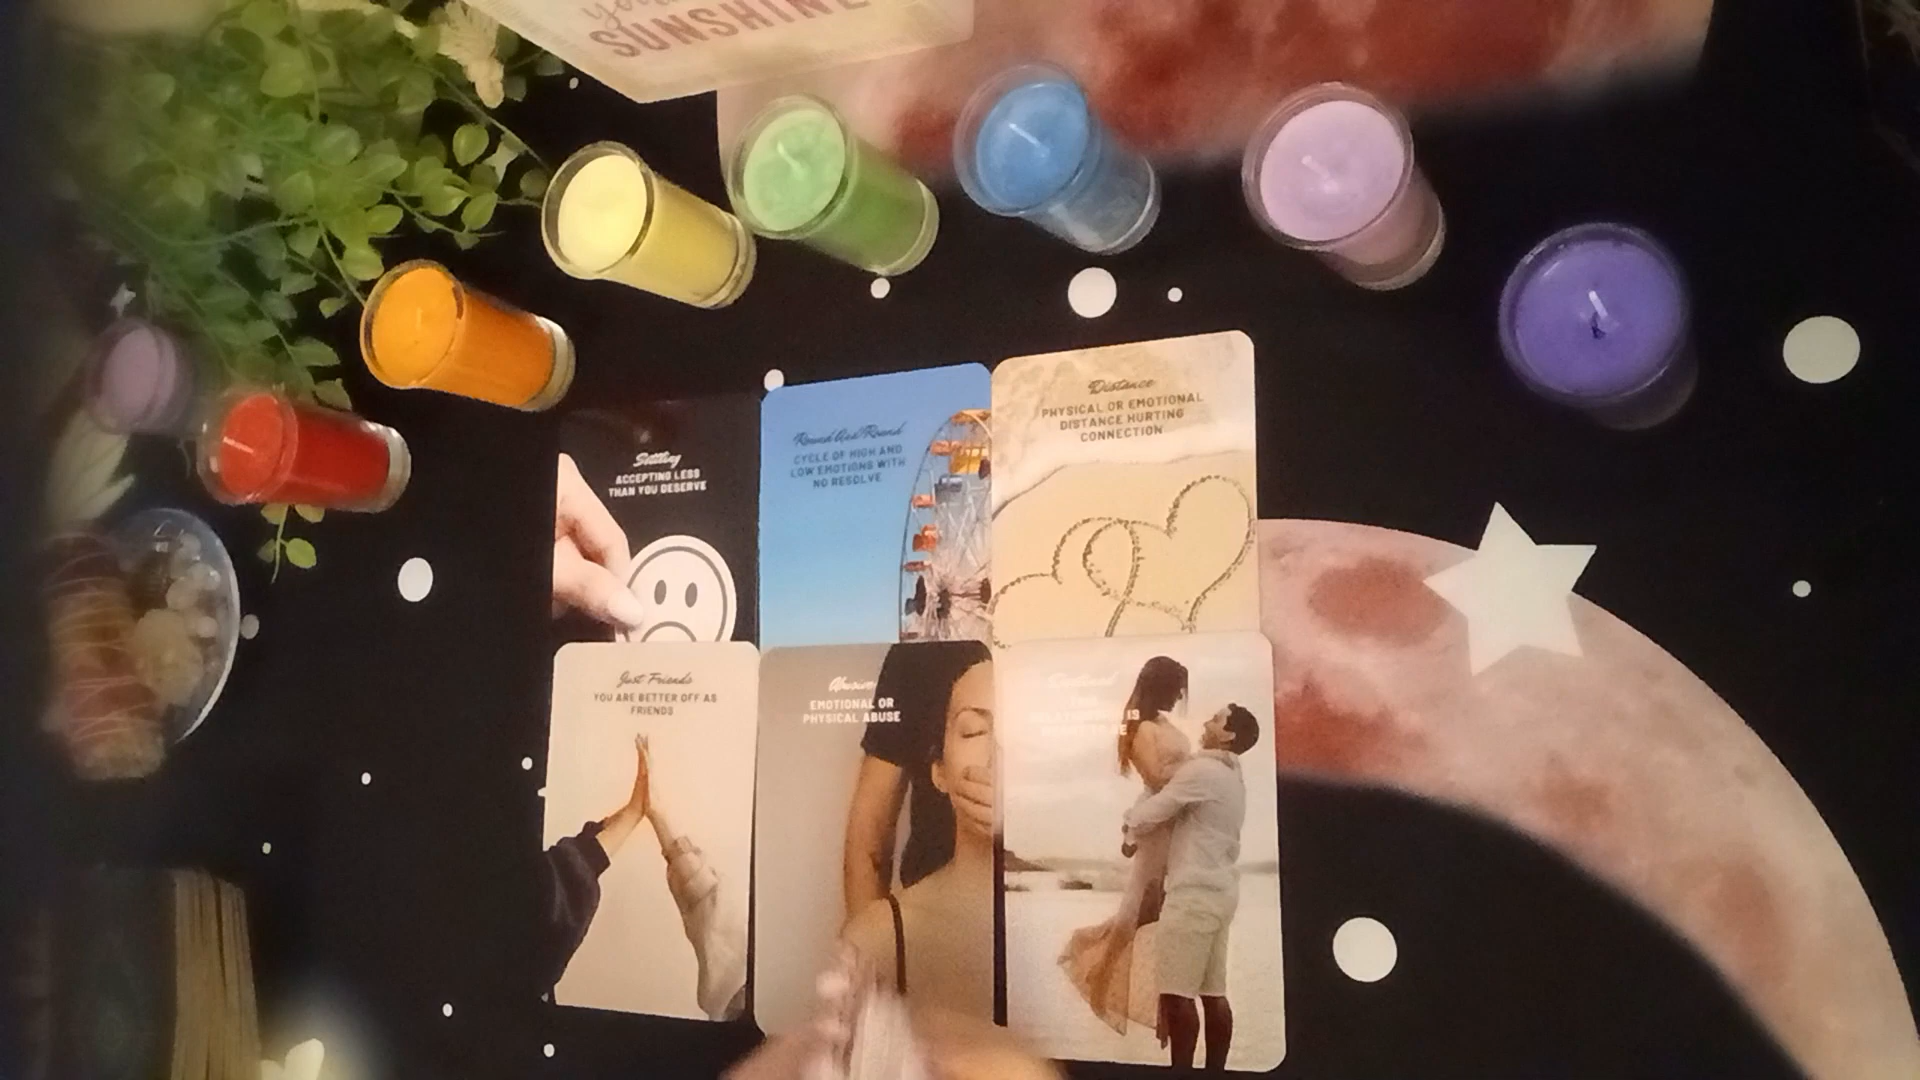 SUNSHINE
Settling
ACCEPTING LESS
THAN YOU DESERVE
Round And Round
CYCLE OF HIGH AND
LOW EMOTIONS WITH
NO RESOLVE
Distance
PHYSICAL OR EMOTIONAL
DISTANCE HURTING
CONNECTION
Just Friends
YOU ARE BETTER OFF AS
FRIENDS
Abusive
EMOTIONAL OR
PHYSICAL ABUSE
IS